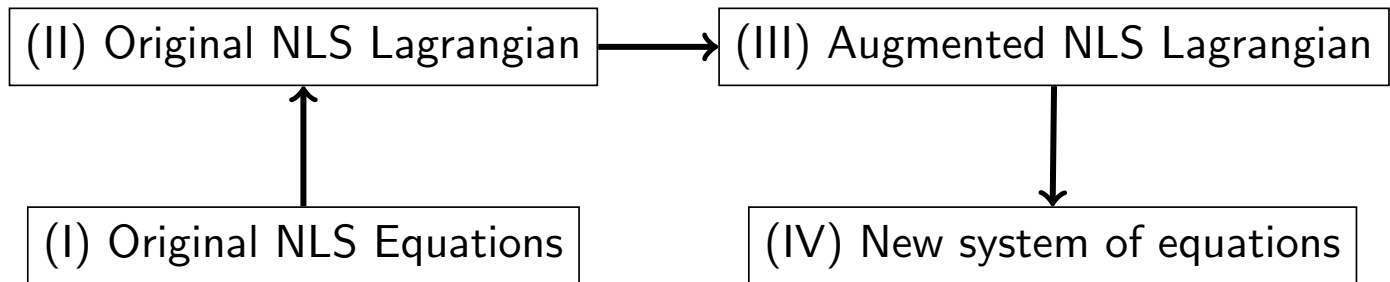 (II) Original NLS Lagrangian
(III) Augmented NLS Lagrangian
(I) Original NLS Equations
(IV) New system of equations